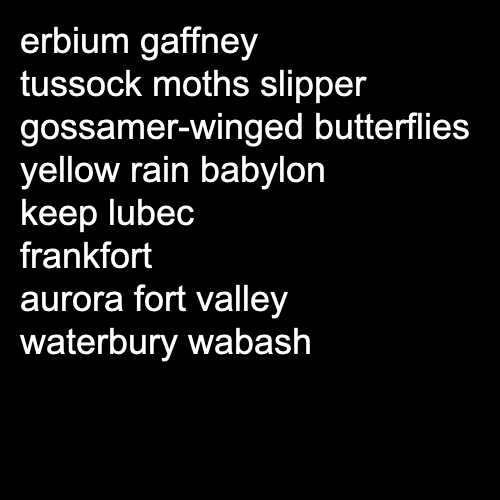 erbium gaffney
tussock moths slipper
gossamer-winged butterflies
yellow rain babylon
keep lubec
frankfort
aurora fort valley
waterbury wabash